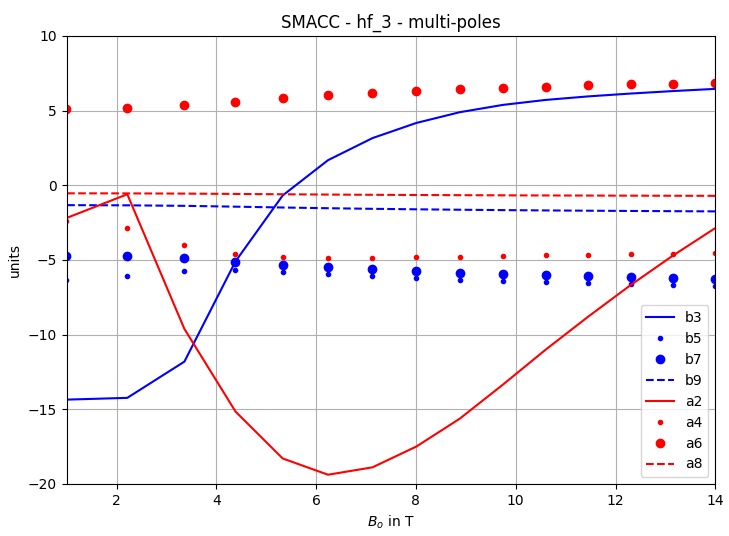 SMACC - hf_3 - multi-poles
10
5
0
−5
−10
−15
−20
units
2
4
6
8
10
12
14
B_o in T
b3
b5
b7
b9
a2
a4
a6
a8